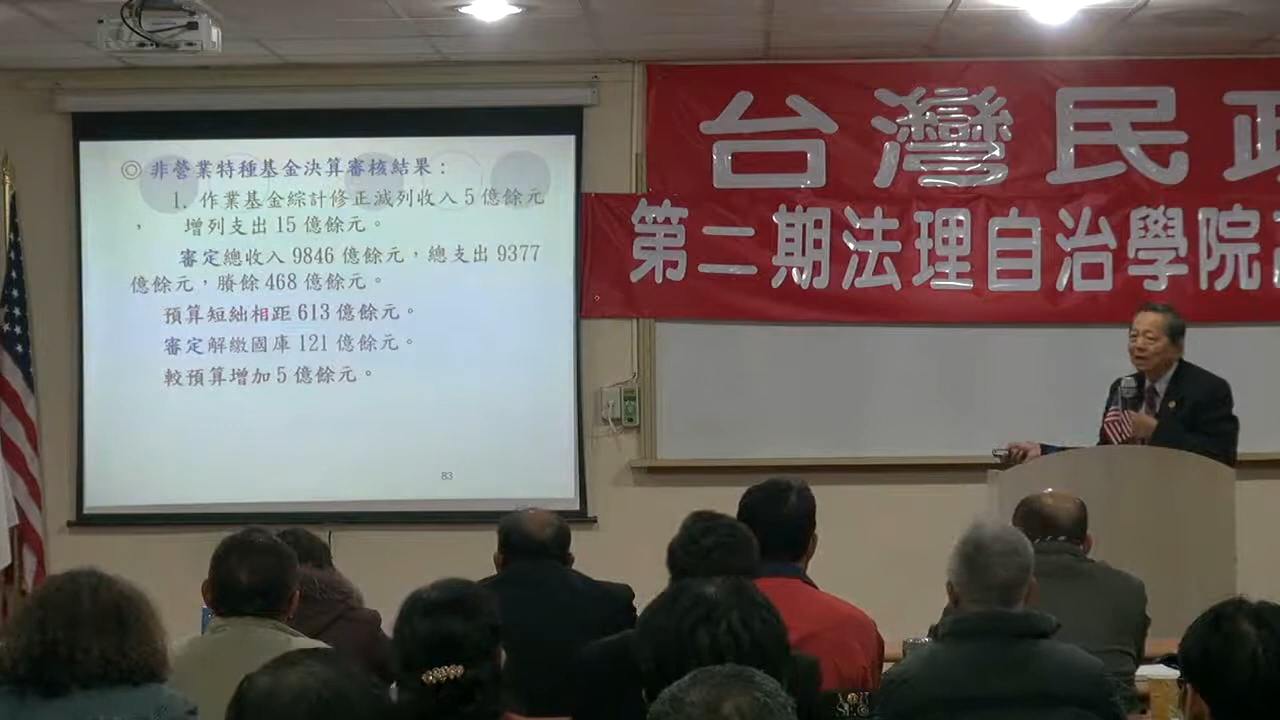 ◎ 非營業特種基金決算審核結果：
1. 作業基金綜計修正減列收入 5 億餘元
， 增列支出 15 億餘元。
審定總收入 9846 億餘元，總支出 9377
億餘元，賸餘 468 億餘元。
預算短絀相距 613 億餘元。
審定解繳國庫 121 億餘元。
較預算增加 5 億餘元。
83
台灣民政
第二期法理自治學院